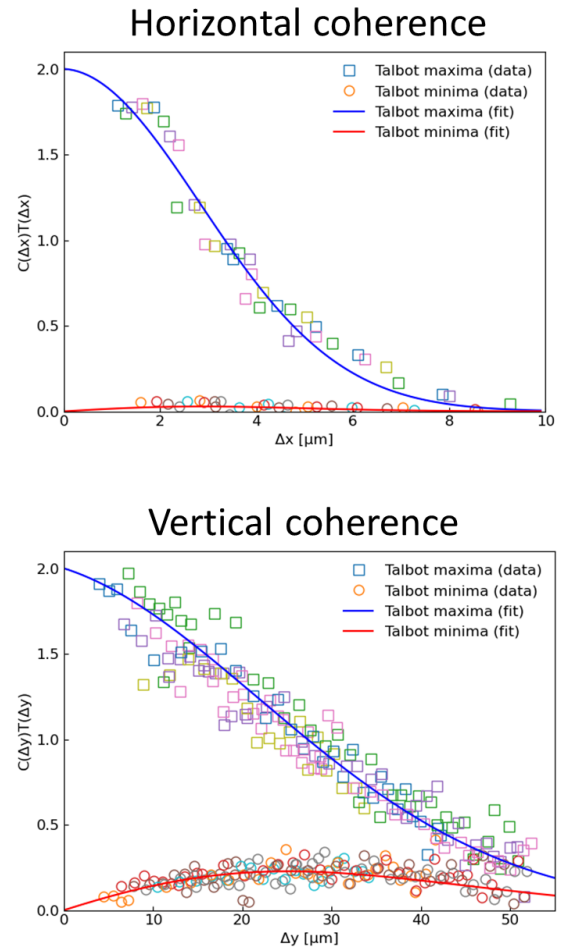 Horizontal coherence
2.0
1.5
1.0
0.5
0.0
C(Δx)T(Δx)
Talbot maxima (data)
Talbot minima (data)
Talbot maxima (fit)
Talbot minima (fit)
0 2 4 6 8 10
Δx [μm]
Vertical coherence
2.0
1.5
1.0
0.5
0.0
C(Δy)T(Δy)
Talbot maxima (data)
Talbot minima (data)
Talbot maxima (fit)
Talbot minima (fit)
0 10 20 30 40 50
Δy [μm]